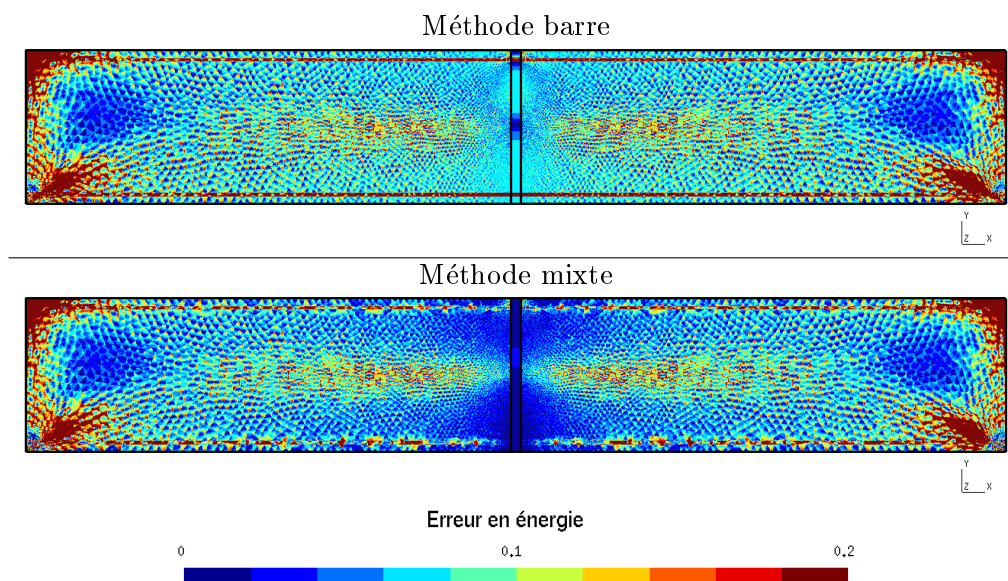 Méthode barre
Y
Z X
Méthode mixte
Y
Z X
Erreur en énergie
0 0.1 0.2